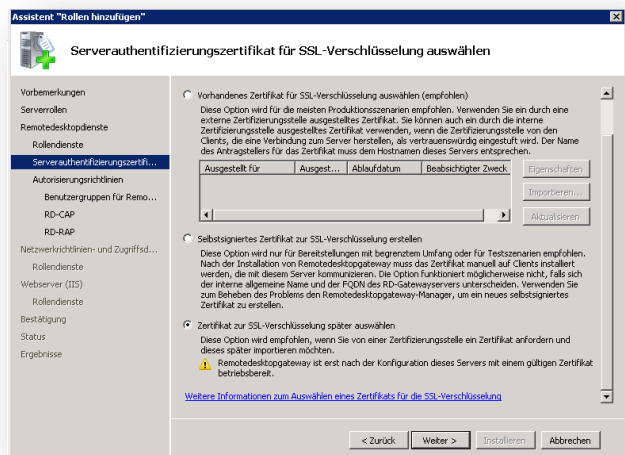 Assistent "Rollen hinzufügen"
Serverauthentifizierungszertifikat für SSL-Verschlüsselung auswählen
Vorbemerkungen
Serverrollen
Remotedesktopdienste
Rollendienste
Serverauthentifizierungszertifi...
Autorisierungsrichtlinien
Benutzergruppen für Remo...
RD-CAP
RD-RAP
Netzwerkrichtlinien- und Zugriffsd...
Rollendienste
Webserver (IIS)
Rollendienste
Bestätigung
Status
Ergebnisse
Vorhandenes Zertifikat für SSL-Verschlüsselung auswählen (empfohlen)
Diese Option wird für die meisten Produktionsszenarien empfohlen. Verwenden Sie ein durch eine
externe Zertifizierungsstelle ausgestelltes Zertifikat. Sie können auch ein durch die interne
Zertifizierungsstelle ausgestelltes Zertifikat verwenden, wenn die Zertifizierungsstelle von den
Clients, die eine Verbindung zum Server herstellen, als vertrauenswürdig eingestuft wird. Der Name
des Antragstellers für das Zertifikat muss dem Hostnamen dieses Servers entsprechen.
Ausgestellt für Ausgest... Ablaufdatum Beabsichtigter Zweck
Eigenschaften
Importieren...
Aktualisieren
Selbstsigniertes Zertifikat zur SSL-Verschlüsselung erstellen
Diese Option wird nur für Bereitstellungen mit begrenztem Umfang oder für Testszenarien empfohlen.
Nach der Installation von Remotedesktopgateway muss das Zertifikat manuell auf Clients installiert
werden, die mit diesem Server kommunizieren. Die Option funktioniert möglicherweise nicht, falls sich
der interne allgemeine Name und der FQDN des RD-Gatewayservers unterscheiden. Verwenden Sie
zum Beheben des Problems den Remotedesktopgateway-Manager, um ein neues selbstsigniertes
Zertifikat zu erstellen.
Zertifikat zur SSL-Verschlüsselung später auswählen
Diese Option wird empfohlen, wenn Sie von einer Zertifizierungsstelle ein Zertifikat anfordern und
dieses später importieren möchten.
Remotedesktopgateway ist erst nach der Konfiguration dieses Servers mit einem gültigen Zertifikat
betriebsbereit.
Weitere Informationen zum Auswählen eines Zertifikats für die SSL-Verschlüsselung
< Zurück Weiter > Installieren Abbrechen